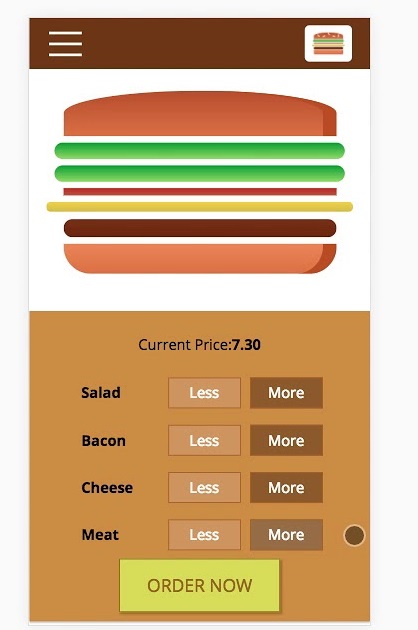 Current Price:7.30
Salad Less More
Bacon Less More
Cheese Less More
Meat Less More
ORDER NOW